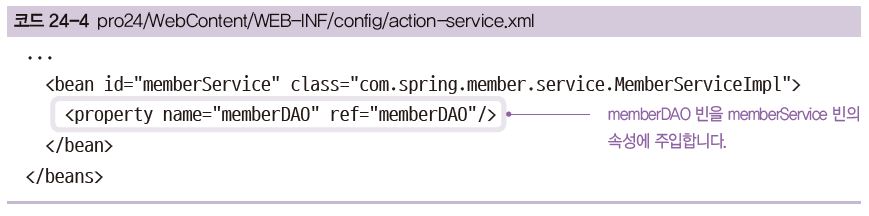 코드 24-4 pro24/WebContent/WEB-INF/config/action-service.xml
...
<bean id="memberService" class="com.spring.member.service.MemberServiceImpl">
<property name="memberDAO" ref="memberDAO"/>
memberDAO 빈을 memberService 빈의
속성에 주입합니다.
</bean>
</beans>